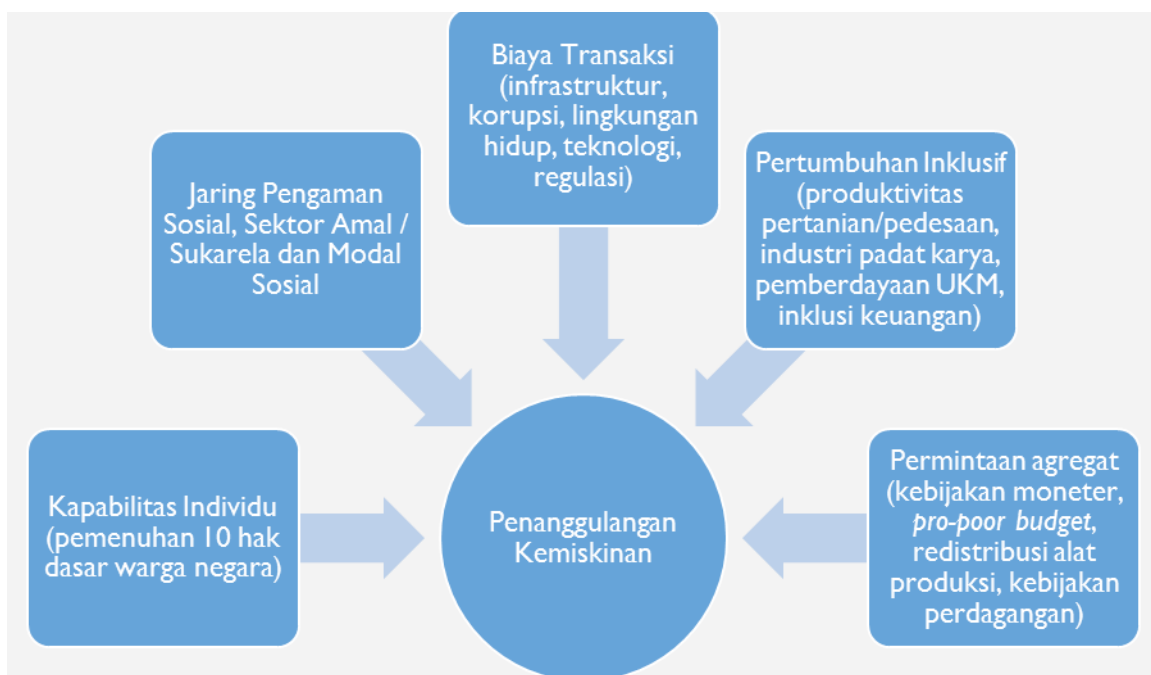 Biaya Transaksi
(infrastruktur,
korupsi, lingkungan
hidup, teknologi,
regulasi)
Jaring Pengaman
Sosial, Sektor Amal /
Sukarela dan Modal
Sosial
Pertumbuhan Inklusif
(produktivitas
pertanian/pedesaan,
industri padat karya,
pemberdayaan UKM,
inklusi keuangan)
Kapabilitas Individu
(pemenuhan 10 hak
dasar warga negara)
Penanggulangan
Kemiskinan
Permintaan agregat
(kebijakan moneter,
pro-poor budget,
redistribusi alat
produksi, kebijakan
perdagangan)